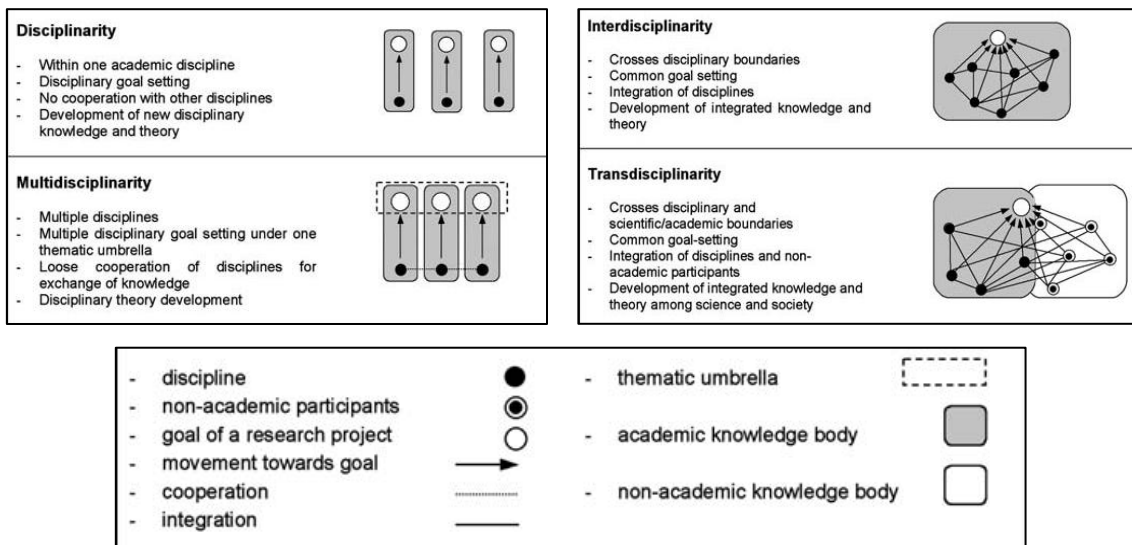 Disciplinarity
- Within one academic discipline
- Disciplinary goal setting
- No cooperation with other disciplines
- Development of new disciplinary
knowledge and theory
Multidisciplinarity
- Multiple disciplines
- Multiple disciplinary goal setting under one
thematic umbrella
- Loose cooperation of disciplines for
exchange of knowledge
- Disciplinary theory development
Interdisciplinarity
- Crosses disciplinary boundaries
- Common goal setting
- Integration of disciplines
- Development of integrated knowledge and
theory
Transdisciplinarity
- Crosses disciplinary and
scientific/academic boundaries
- Common goal-setting
- Integration of disciplines and non-
academic participants
- Development of integrated knowledge and
theory among science and society
- discipline
- non-academic participants
- goal of a research project
- movement towards goal
- cooperation
- integration
- thematic umbrella
- academic knowledge body
- non-academic knowledge body